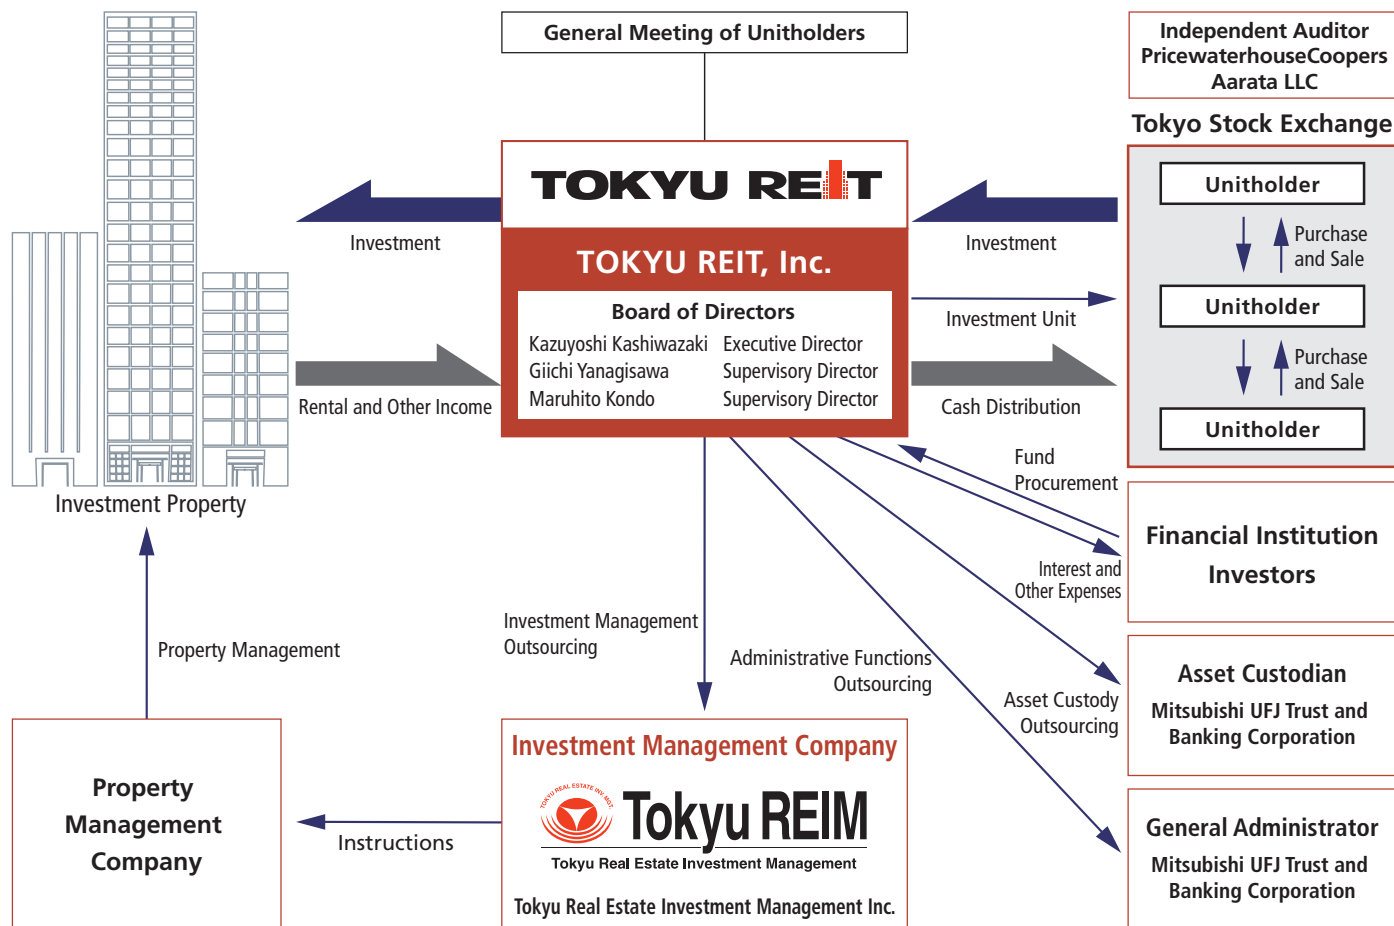 General Meeting of Unitholders
Independent Auditor
PricewaterhouseCoopers
Aarata LLC
Tokyo Stock Exchange
TOKYU REIT
TOKYU REIT, Inc.
Board of Directors
Kazuyoshi Kashiwazaki Executive Director
Giichi Yanagisawa Supervisory Director
Maruhito Kondo Supervisory Director
Investment
Rental and Other Income
Investment Property
Investment
Investment Unit
Cash Distribution
Unitholder
Purchase
and Sale
Unitholder
Purchase
and Sale
Unitholder
Fund
Procurement
Interest and
Other Expenses
Financial Institution
Investors
Property Management
Investment Management
Outsourcing
Administrative Functions
Outsourcing
Asset Custody
Outsourcing
Asset Custodian
Mitsubishi UFJ Trust and
Banking Corporation
Property
Management
Company
Instructions
Investment Management Company
TOKYU REAL ESTATE INV. MGT.
Tokyu REIM
Tokyu Real Estate Investment Management
Tokyu Real Estate Investment Management Inc.
General Administrator
Mitsubishi UFJ Trust and
Banking Corporation